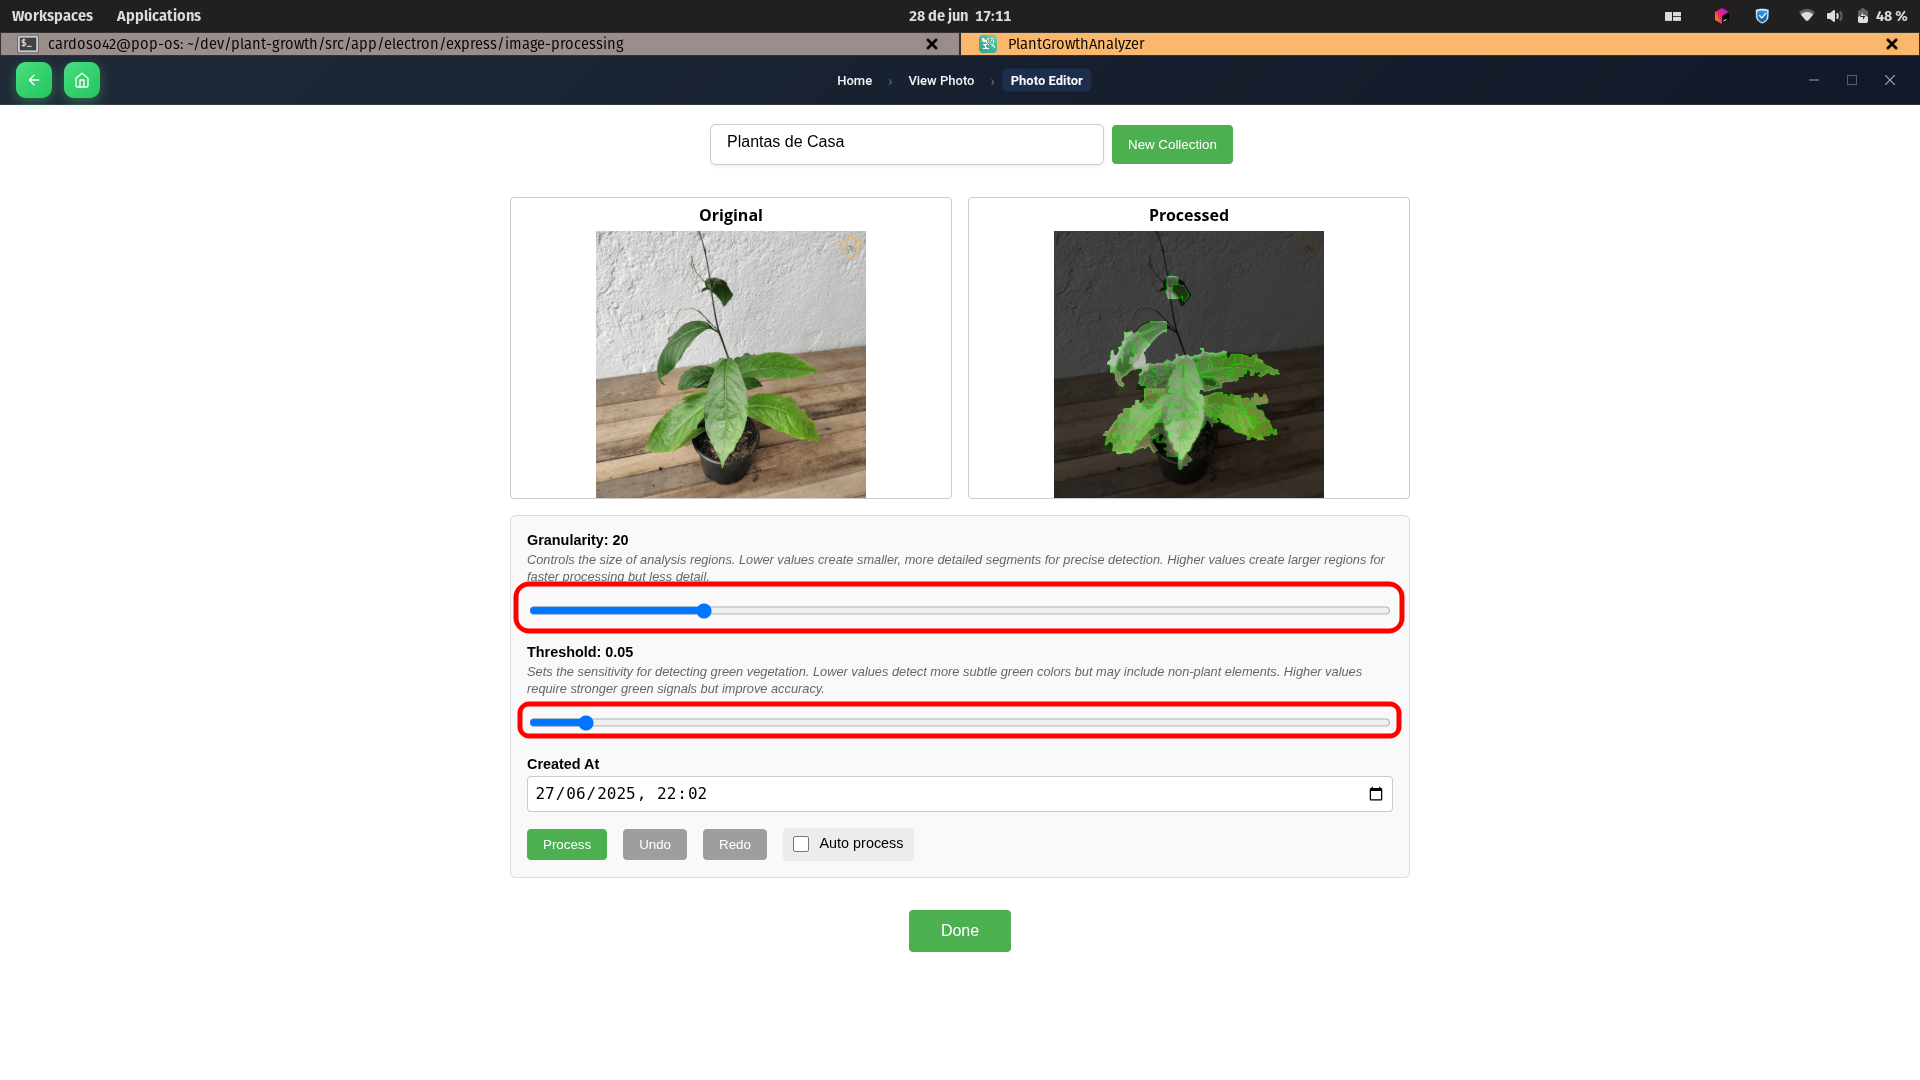 Workspaces Applications 28 de jun 17:11 48 %
cardoso42@pop-os: ~/dev/plant-growth/src/app/electron/express/image-processing PlantGrowthAnalyzer
Home › View Photo › Photo Editor
Plantas de Casa New Collection
Original Processed
Granularity: 20
Controls the size of analysis regions. Lower values create smaller, more detailed segments for precise detection. Higher values create larger regions for
faster processing but less detail.
Threshold: 0.05
Sets the sensitivity for detecting green vegetation. Lower values detect more subtle green colors but may include non-plant elements. Higher values
require stronger green signals but improve accuracy.
Created At
27/06/2025, 22:02
Process Undo Redo Auto process
Done